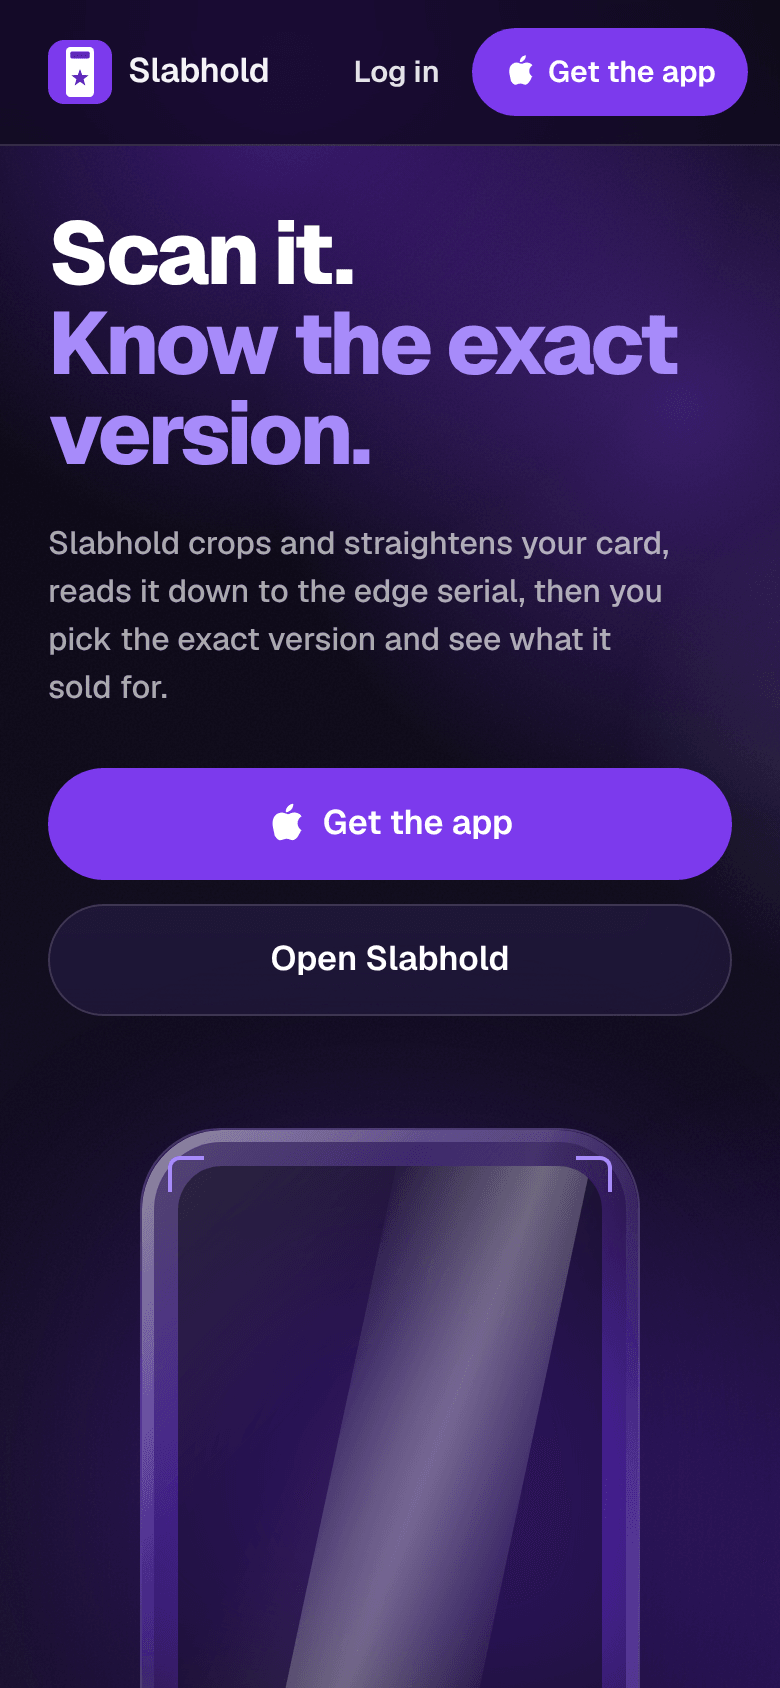 Slabhold
Log in
Get the app
Scan it.
Know the exact
version.
Slabhold crops and straightens your card,
reads it down to the edge serial, then you
pick the exact version and see what it
sold for.
Get the app
Open Slabhold